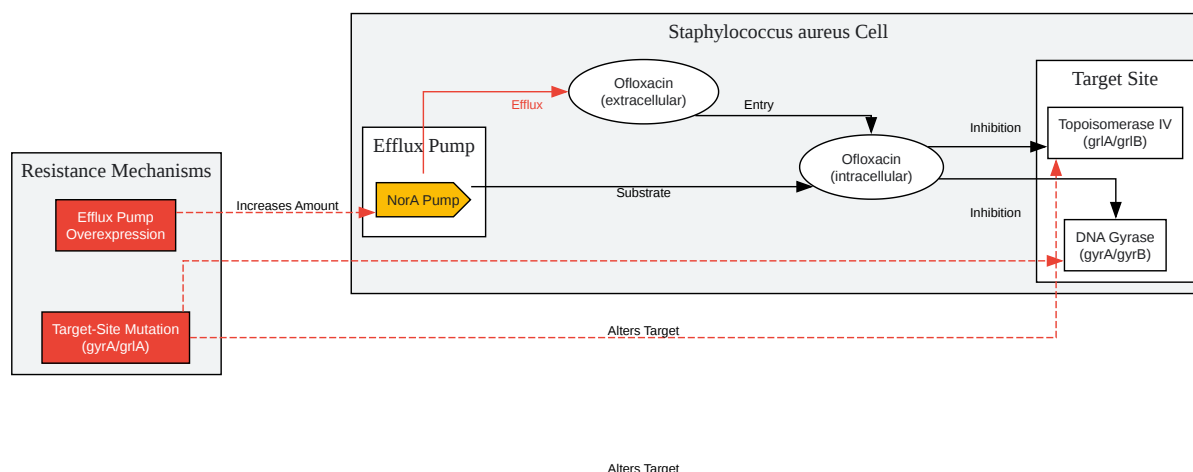 Staphylococcus aureus Cell
Target Site
Ofloxacin
(extracellular)
Efflux
Entry
Topoisomerase IV
(grlA/grlB)
Inhibition
Efflux Pump
Ofloxacin
(intracellular)
Resistance Mechanisms
NorA Pump
Substrate
Increases Amount
Efflux Pump
Overexpression
Inhibition
DNA Gyrase
(gyrA/gyrB)
Target-Site Mutation
(gyrA/grlA)
Alters Target
Alters Target